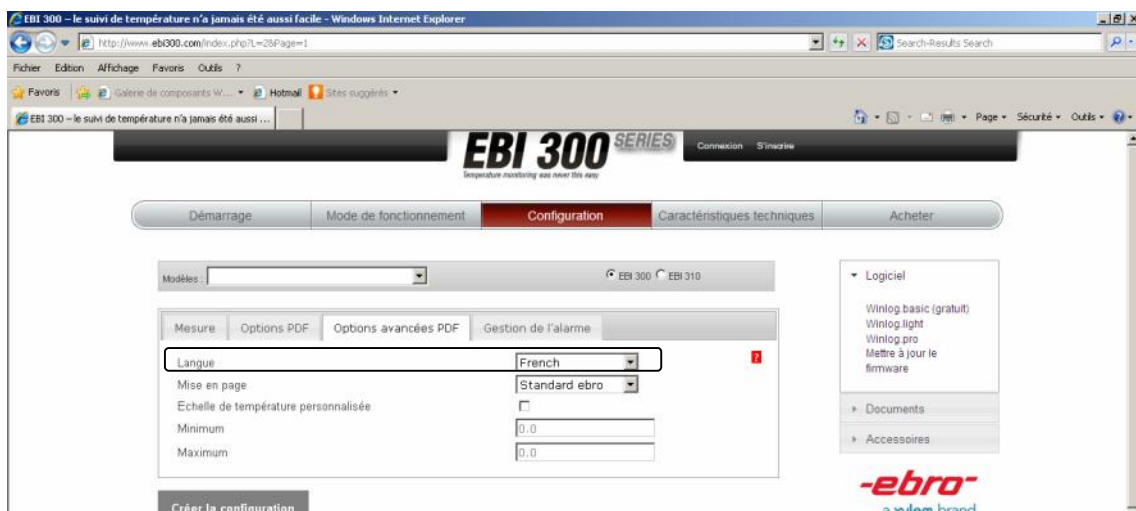 EBI 300 – le suivi de température n'a jamais été aussi facile - Windows Internet Explorer
http://www.ebi300.com/index.php?L=2&Page=1
Search-Results Search
Fichier Edition Affichage Favoris Outils ?
Favoris Galerie de composants W... Hotmail Sites suggérés
EBI 300 – le suivi de température n'a jamais été aussi ...
Page Sécurité Outils
EBI 300 SERIES
Temperature monitoring was never this easy
Connexion S'inscrire
Démarrage Mode de fonctionnement Configuration Caractéristiques techniques Acheter
Modèles :
EBI 300 EBI 310
Mesure Options PDF Options avancées PDF Gestion de l'alarme
Langue French ?
Mise en page Standard ebro
Echelle de température personnalisée
Minimum 0.0
Maximum 0.0
Créer la configuration
Logiciel
Winlog.basic (gratuit)
Winlog.light
Winlog.pro
Mettre à jour le
firmware
Documents
Accessoires
-ebro-
a xylem brand